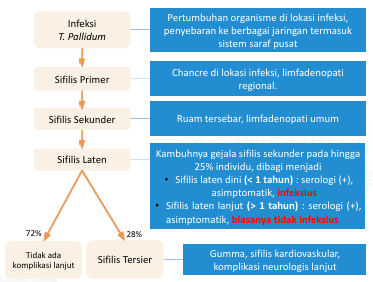 Infeksi
T. Pallidum
Pertumbuhan organisme di lokasi infeksi,
penyebaran ke berbagai jaringan termasuk
sistem saraf pusat
Sifilis Primer
Chancre di lokasi infeksi, limfadenopati
regional.
Sifilis Sekunder
Ruam tersebar, limfadenopati umum
Sifilis Laten
Kambuhnya gejala sifilis sekunder pada hingga
25% individu, dibagi menjadi
• Sifilis laten dini (< 1 tahun) : serologi (+),
asimptomatik, infeksius
• Sifilis laten lanjut (> 1 tahun) : serologi (+),
asimptomatik, biasanya tidak infeksius
72%
28%
Tidak ada
komplikasi lanjut
Sifilis Tersier
Gumma, sifilis kardiovaskular,
komplikasi neurologis lanjut